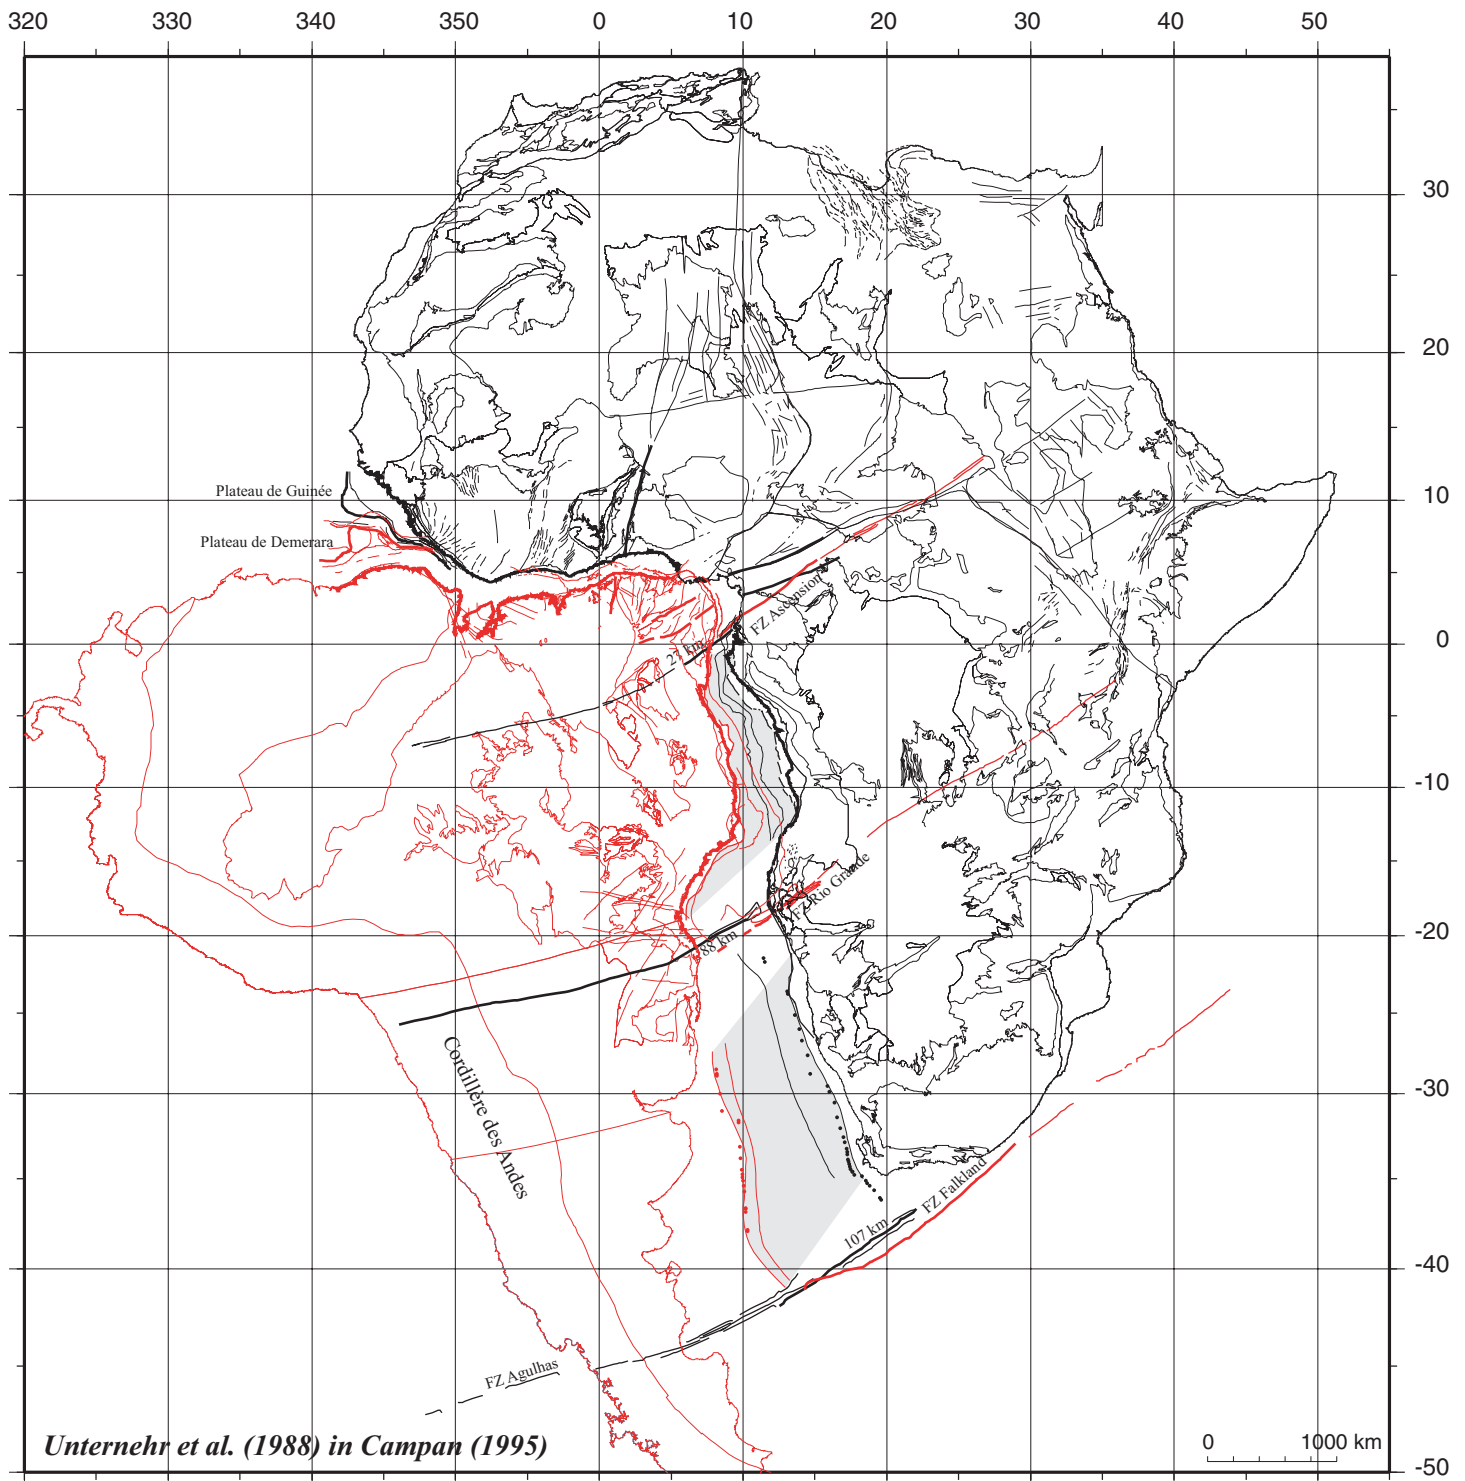 320 330 340 350 0 10 20 30 40 50
30
20
Plateau de Guinée
10
Plateau de Demerara
FZ Ascension
0
27 km
-10
FZ Rio Grande
88 km
-20
Cordillère des Andes
-30
FZ Falkland
107 km
-40
FZ Agulhas
Unternehr et al. (1988) in Campan (1995)
0 1000 km
-50